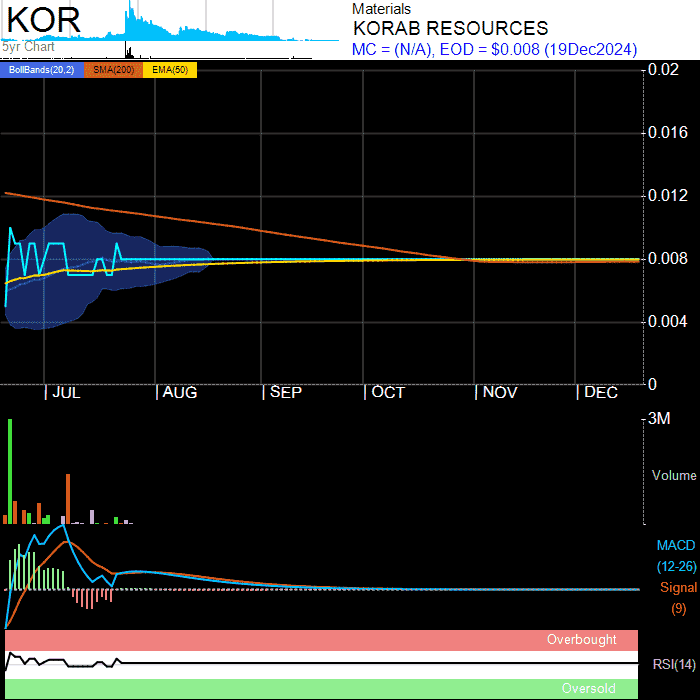 KOR
5yr Chart
Materials
KORAB RESOURCES
MC = (N/A), EOD = $0.008 (19Dec2024)
BollBands(20,2) SMA(200) EMA(50)
0.02
0.016
0.012
0.008
0.004
0
| JUL | AUG | SEP | OCT | NOV | DEC
3M
Volume
MACD
(12-26)
Signal
(9)
Overbought
RSI(14)
Oversold